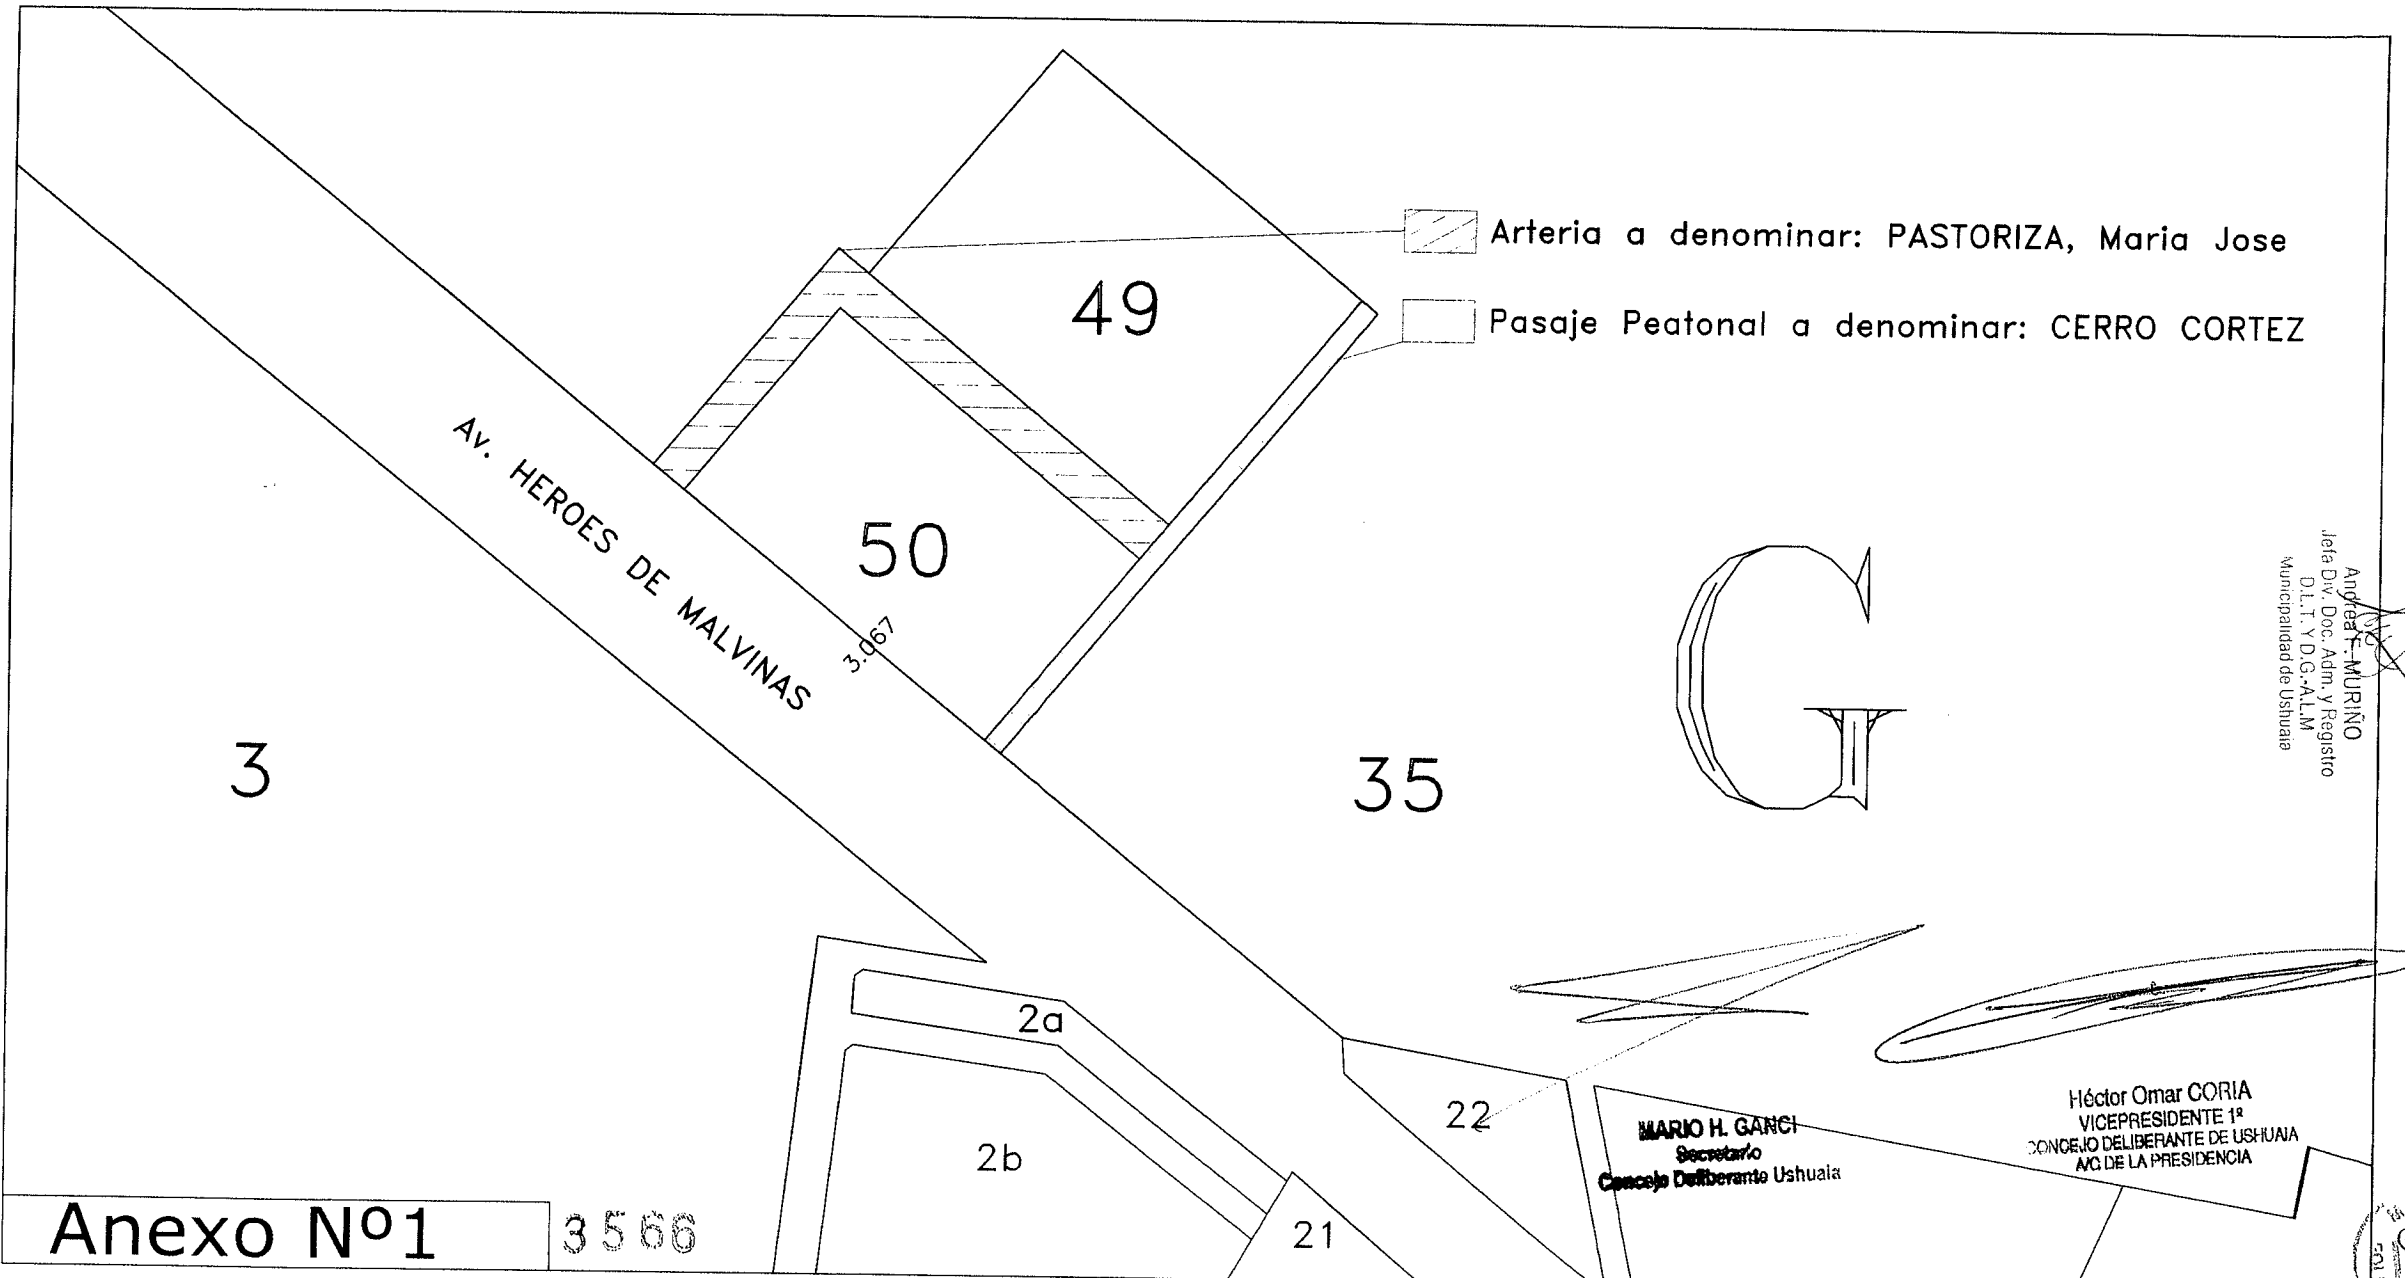 Arteria a denominar: PASTORIZA, Maria Jose
Pasaje Peatonal a denominar: CERRO CORTEZ
49
50
Av. HEROES DE MALVINAS
3.067
3
35
G
Andrea F. MURIÑO
Jefa Div. Doc. Adm. y Registro
D.L.T. Y D.G.-A.L.M
Municipalidad de Ushuaia
2a
2b
22
21
MARIO H. GANCI
Secretario
Concejo Deliberante Ushuaia
Héctor Omar CORIA
VICEPRESIDENTE 1º
CONCEJO DELIBERANTE DE USHUAIA
A/C DE LA PRESIDENCIA
Anexo Nº1
3566